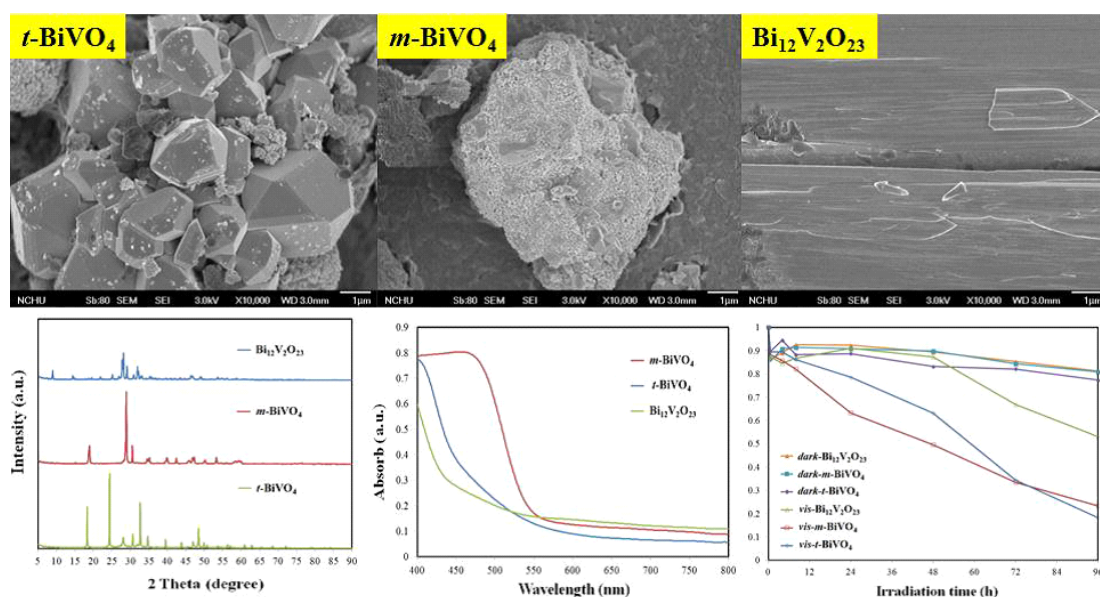 t-BiVO₄
m-BiVO₄
Bi₁₂V₂O₂₃
NCHU Sb:80 SEM SEI 3.0kV X10,000 WD 3.0mm 1μm
NCHU Sb:80 SEM SEI 3.0kV X10,000 WD 3.0mm 1μm
NCHU Sb:80 SEM SEI 3.0kV X10,000 WD 3.0mm 1μm
Intensity (a.u.)
Bi₁₂V₂O₂₃
m-BiVO₄
t-BiVO₄
5 10 15 20 25 30 35 40 45 50 55 60 65 70 75 80 85 90
2 Theta (degree)
Absorb (a.u.)
0.9
0.8
0.7
0.6
0.5
0.4
0.3
0.2
0.1
0
m-BiVO₄
t-BiVO₄
Bi₁₂V₂O₂₃
400 450 500 550 600 650 700 750 800
Wavelength (nm)
1
0.9
0.8
0.7
0.6
0.5
0.4
0.3
0.2
0.1
0
dark-Bi₁₂V₂O₂₃
dark-m-BiVO₄
dark-t-BiVO₄
vis-Bi₁₂V₂O₂₃
vis-m-BiVO₄
vis-t-BiVO₄
0 12 24 36 48 60 72 84 96
Irradiation time (h)